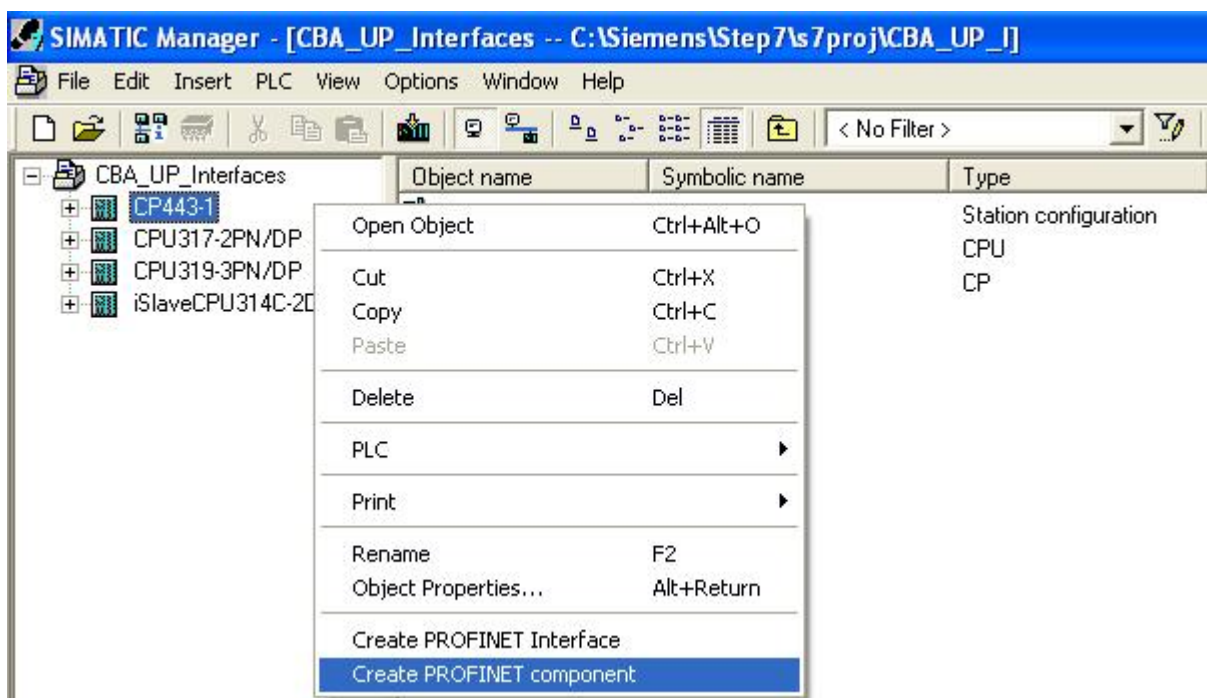 SIMATIC Manager - [CBA_UP_Interfaces -- C:\Siemens\Step7\s7proj\CBA_UP_I]
File Edit Insert PLC View Options Window Help
< No Filter >
CBA_UP_Interfaces
CP443-1
CPU317-2PN/DP
CPU319-3PN/DP
iSlaveCPU314C-2D
Object name Symbolic name Type
Station configuration
CPU
CP
Open Object Ctrl+Alt+O
Cut Ctrl+X
Copy Ctrl+C
Paste Ctrl+V
Delete Del
PLC
Print
Rename F2
Object Properties... Alt+Return
Create PROFINET Interface
Create PROFINET component